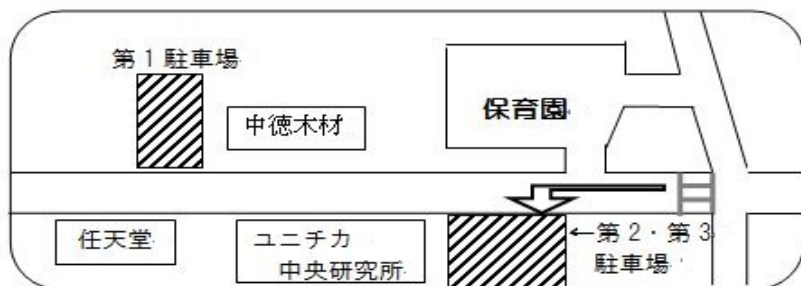 第1駐車場
中徳木材
保育園
任天堂
ユニチカ
中央研究所
←第2・第3
駐車場